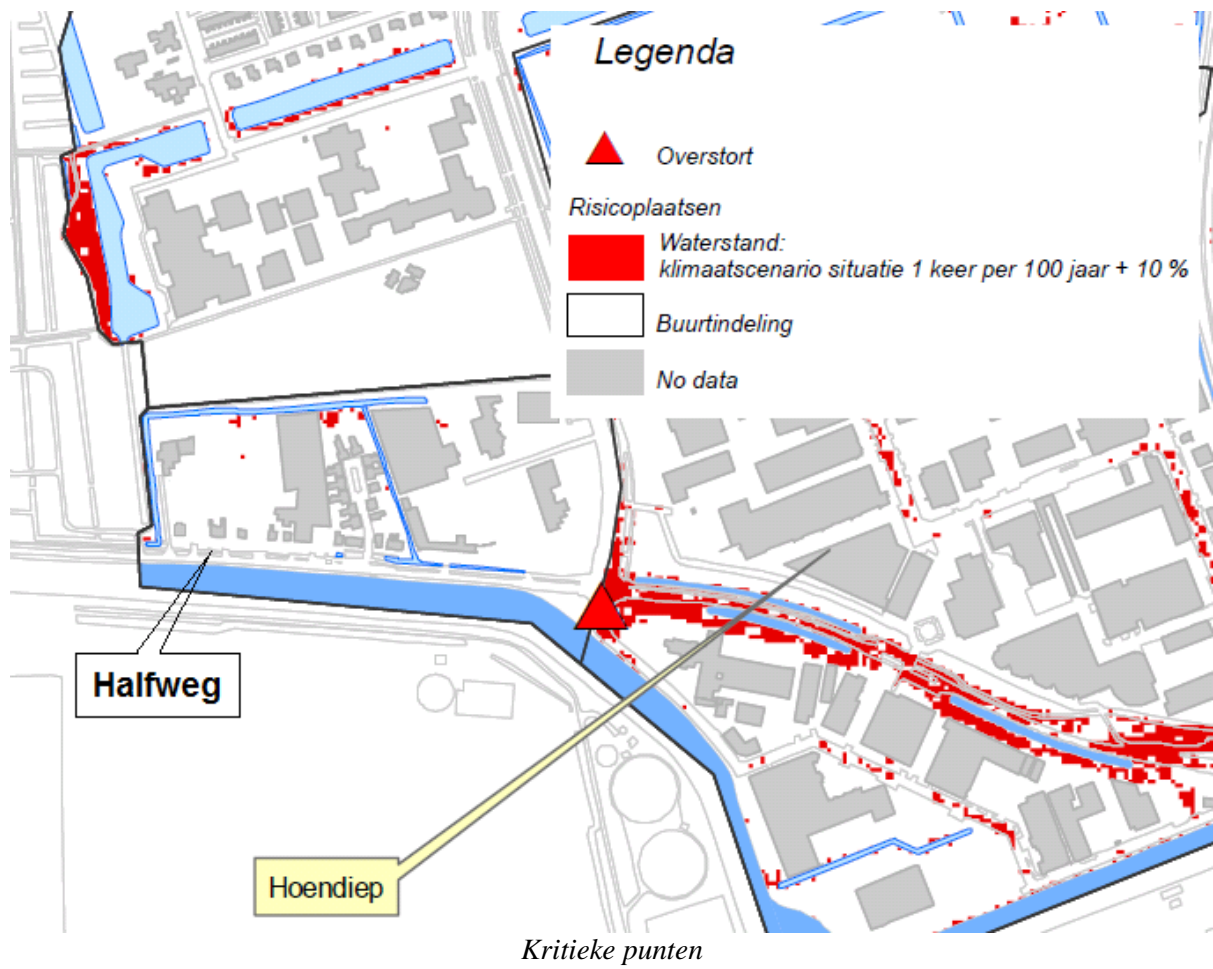 Legenda
Overstort
Risicoplaatsen
Waterstand:
klimaatscenario situatie 1 keer per 100 jaar + 10 %
Buurtindeling
No data
Halfweg
Hoendiep
Kritieke punten